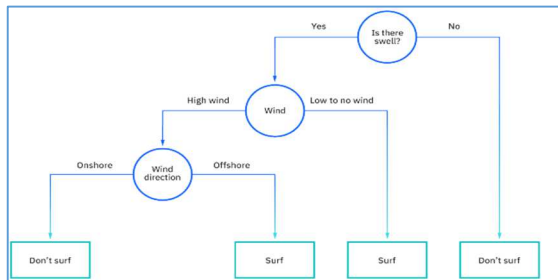 Is there
swell?
Yes
No
Wind
High wind
Low to no wind
Wind
direction
Onshore
Offshore
Don't surf
Surf
Surf
Don't surf